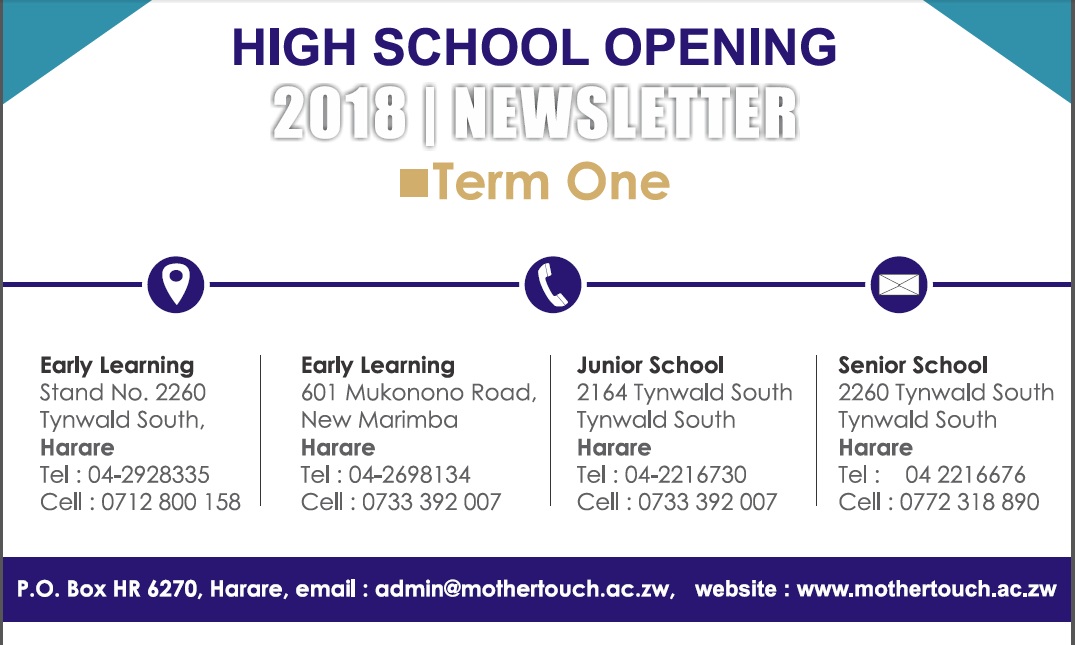 HIGH SCHOOL OPENING
2018 | NEWSLETTER
Term One
Early Learning
Stand No. 2260
Tynwald South,
Harare
Tel : 04-2928335
Cell : 0712 800 158
Early Learning
601 Mukonono Road,
New Marimba
Harare
Tel : 04-2698134
Cell : 0733 392 007
Junior School
2164 Tynwald South
Tynwald South
Harare
Tel : 04-2216730
Cell : 0733 392 007
Senior School
2260 Tynwald South
Tynwald South
Harare
Tel : 04 2216676
Cell : 0772 318 890
P.O. Box HR 6270, Harare, email : admin@mothertouch.ac.zw, website : www.mothertouch.ac.zw